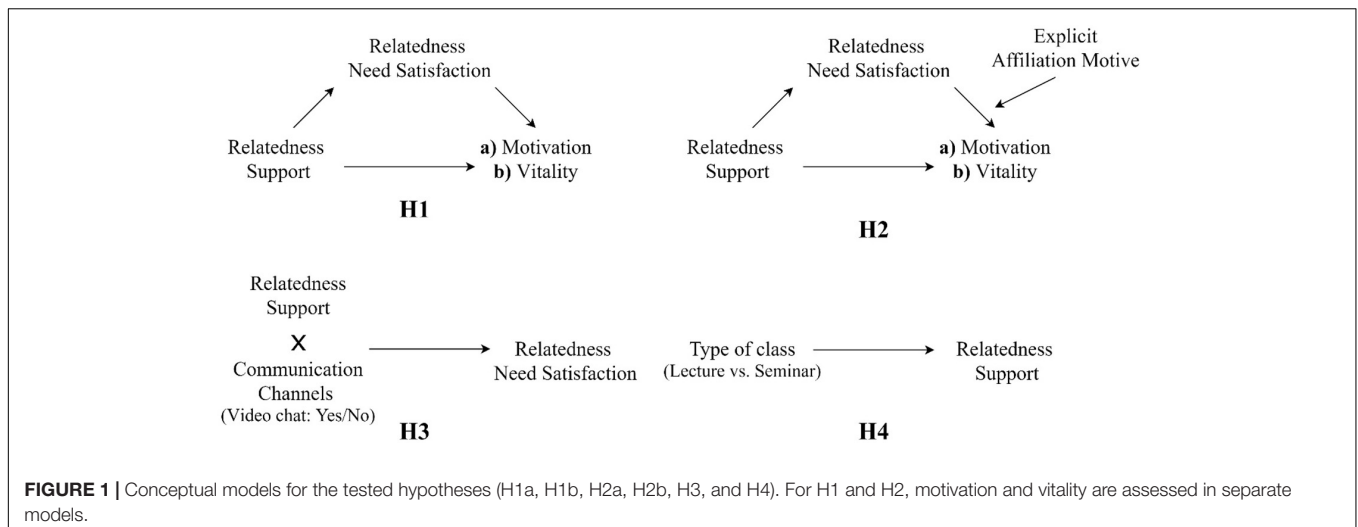 Relatedness
Need Satisfaction
Relatedness
Support
a) Motivation
b) Vitality
H1
Relatedness
Need Satisfaction
Explicit
Affiliation Motive
Relatedness
Support
a) Motivation
b) Vitality
H2
Relatedness
Support
X
Communication
Channels
(Video chat: Yes/No)
Relatedness
Need Satisfaction
H3
Type of class
(Lecture vs. Seminar)
Relatedness
Support
H4
FIGURE 1 | Conceptual models for the tested hypotheses (H1a, H1b, H2a, H2b, H3, and H4). For H1 and H2, motivation and vitality are assessed in separate
models.